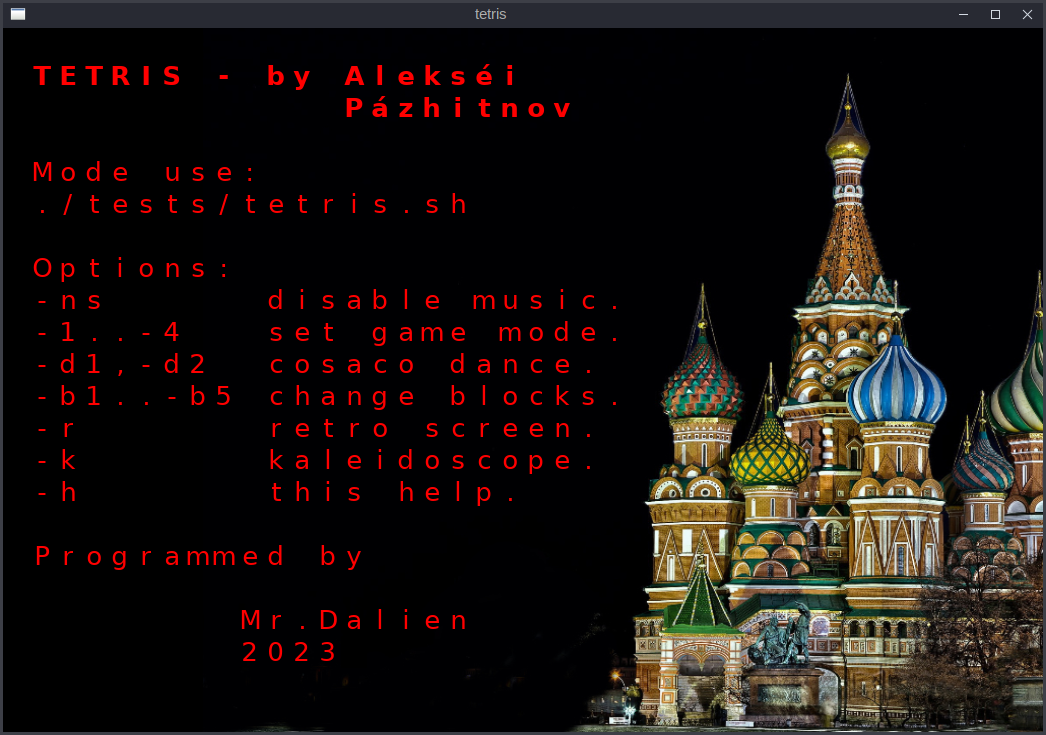 tetris
TETRIS - by Alekséi
Pázhitnov
Mode use:
./tests/tetris.sh
Options:
-ns disable music.
-1..-4 set game mode.
-d1,-d2 cosaco dance.
-b1..-b5 change blocks.
-r retro screen.
-k kaleidoscope.
-h this help.
Programmed by
Mr.Dalien
2023